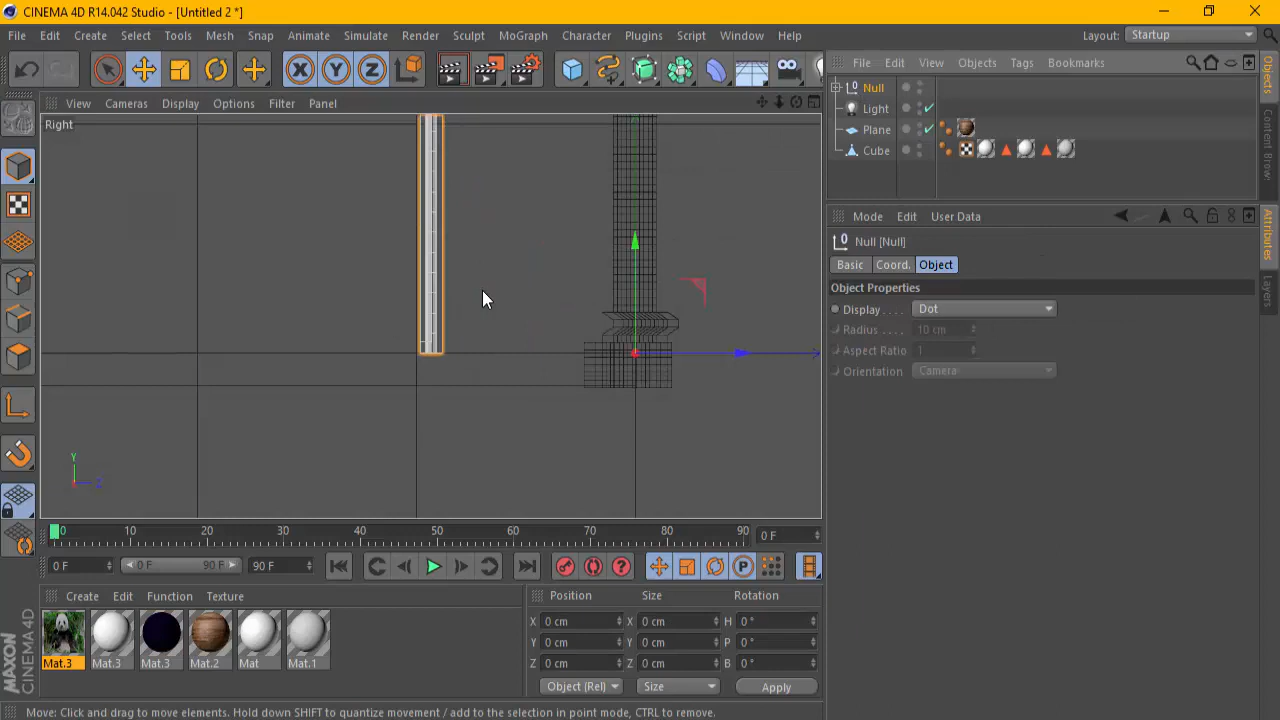 CINEMA 4D R14.042 Studio - [Untitled 2 *]
File Edit Create Select Tools Mesh Snap Animate Simulate Render Sculpt MoGraph Character Plugins Script Window Help Layout: Startup
X Y Z
File Edit View Objects Tags Bookmarks
View Cameras Display Options Filter Panel
Null
Right
Light
Plane
Cube
Mode Edit User Data
Null [Null]
Basic Coord. Object
Object Properties
Display Dot
Radius 10 cm
Aspect Ratio 1
Orientation Camera
Objects
Content Brow
Attributes
Layers
Y
Z
0 10 20 30 40 50 60 70 80 90 0 F
0 F 0 F 90 F 90 F
Create Edit Function Texture
Mat.3 Mat.3 Mat.3 Mat.2 Mat Mat.1
Position Size Rotation
X 0 cm X 0 cm H 0 °
Y 0 cm Y 0 cm P 0 °
Z 0 cm Z 0 cm B 0 °
Object (Rel) Size Apply
MAXON CINEMA 4D
Move: Click and drag to move elements. Hold down SHIFT to quantize movement / add to the selection in point mode, CTRL to remove.